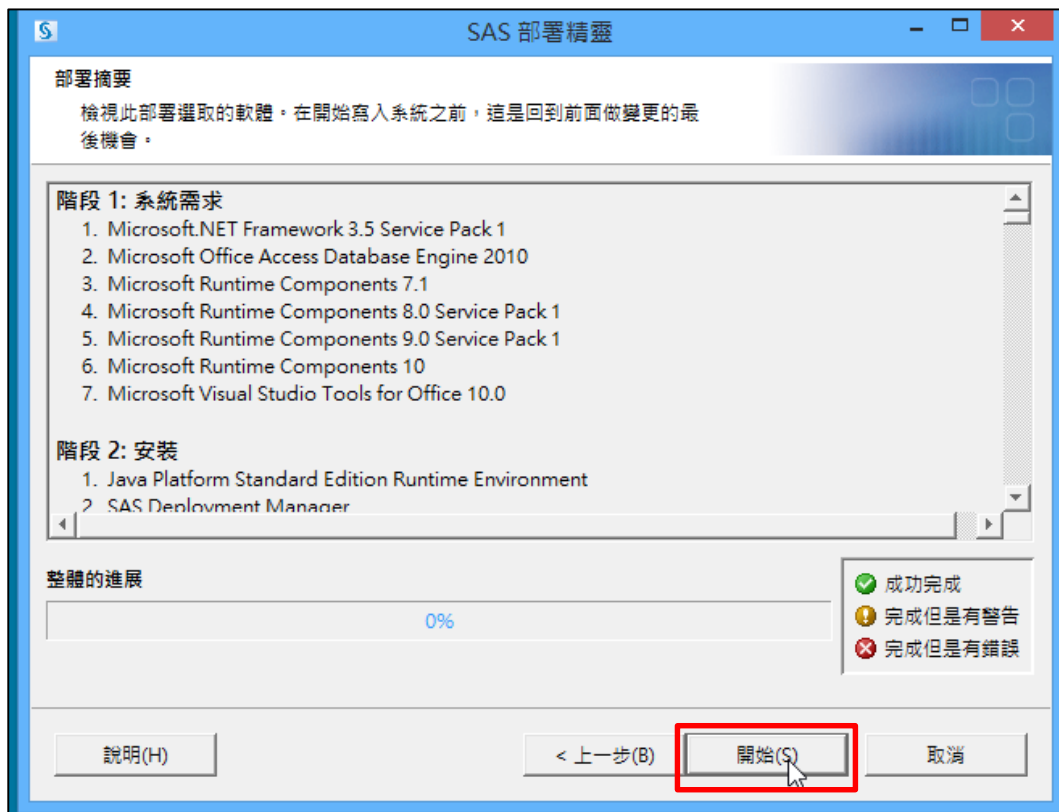 SAS 部署精靈
部署摘要
檢視此部署選取的軟體。在開始寫入系統之前，這是回到前面做變更的最
後機會。
階段 1: 系統需求
1. Microsoft.NET Framework 3.5 Service Pack 1
2. Microsoft Office Access Database Engine 2010
3. Microsoft Runtime Components 7.1
4. Microsoft Runtime Components 8.0 Service Pack 1
5. Microsoft Runtime Components 9.0 Service Pack 1
6. Microsoft Runtime Components 10
7. Microsoft Visual Studio Tools for Office 10.0
階段 2: 安裝
1. Java Platform Standard Edition Runtime Environment
2. SAS Deployment Manager
整體的進展
0%
成功完成
完成但是有警告
完成但是有錯誤
說明(H)
< 上一步(B)
開始(S)
取消